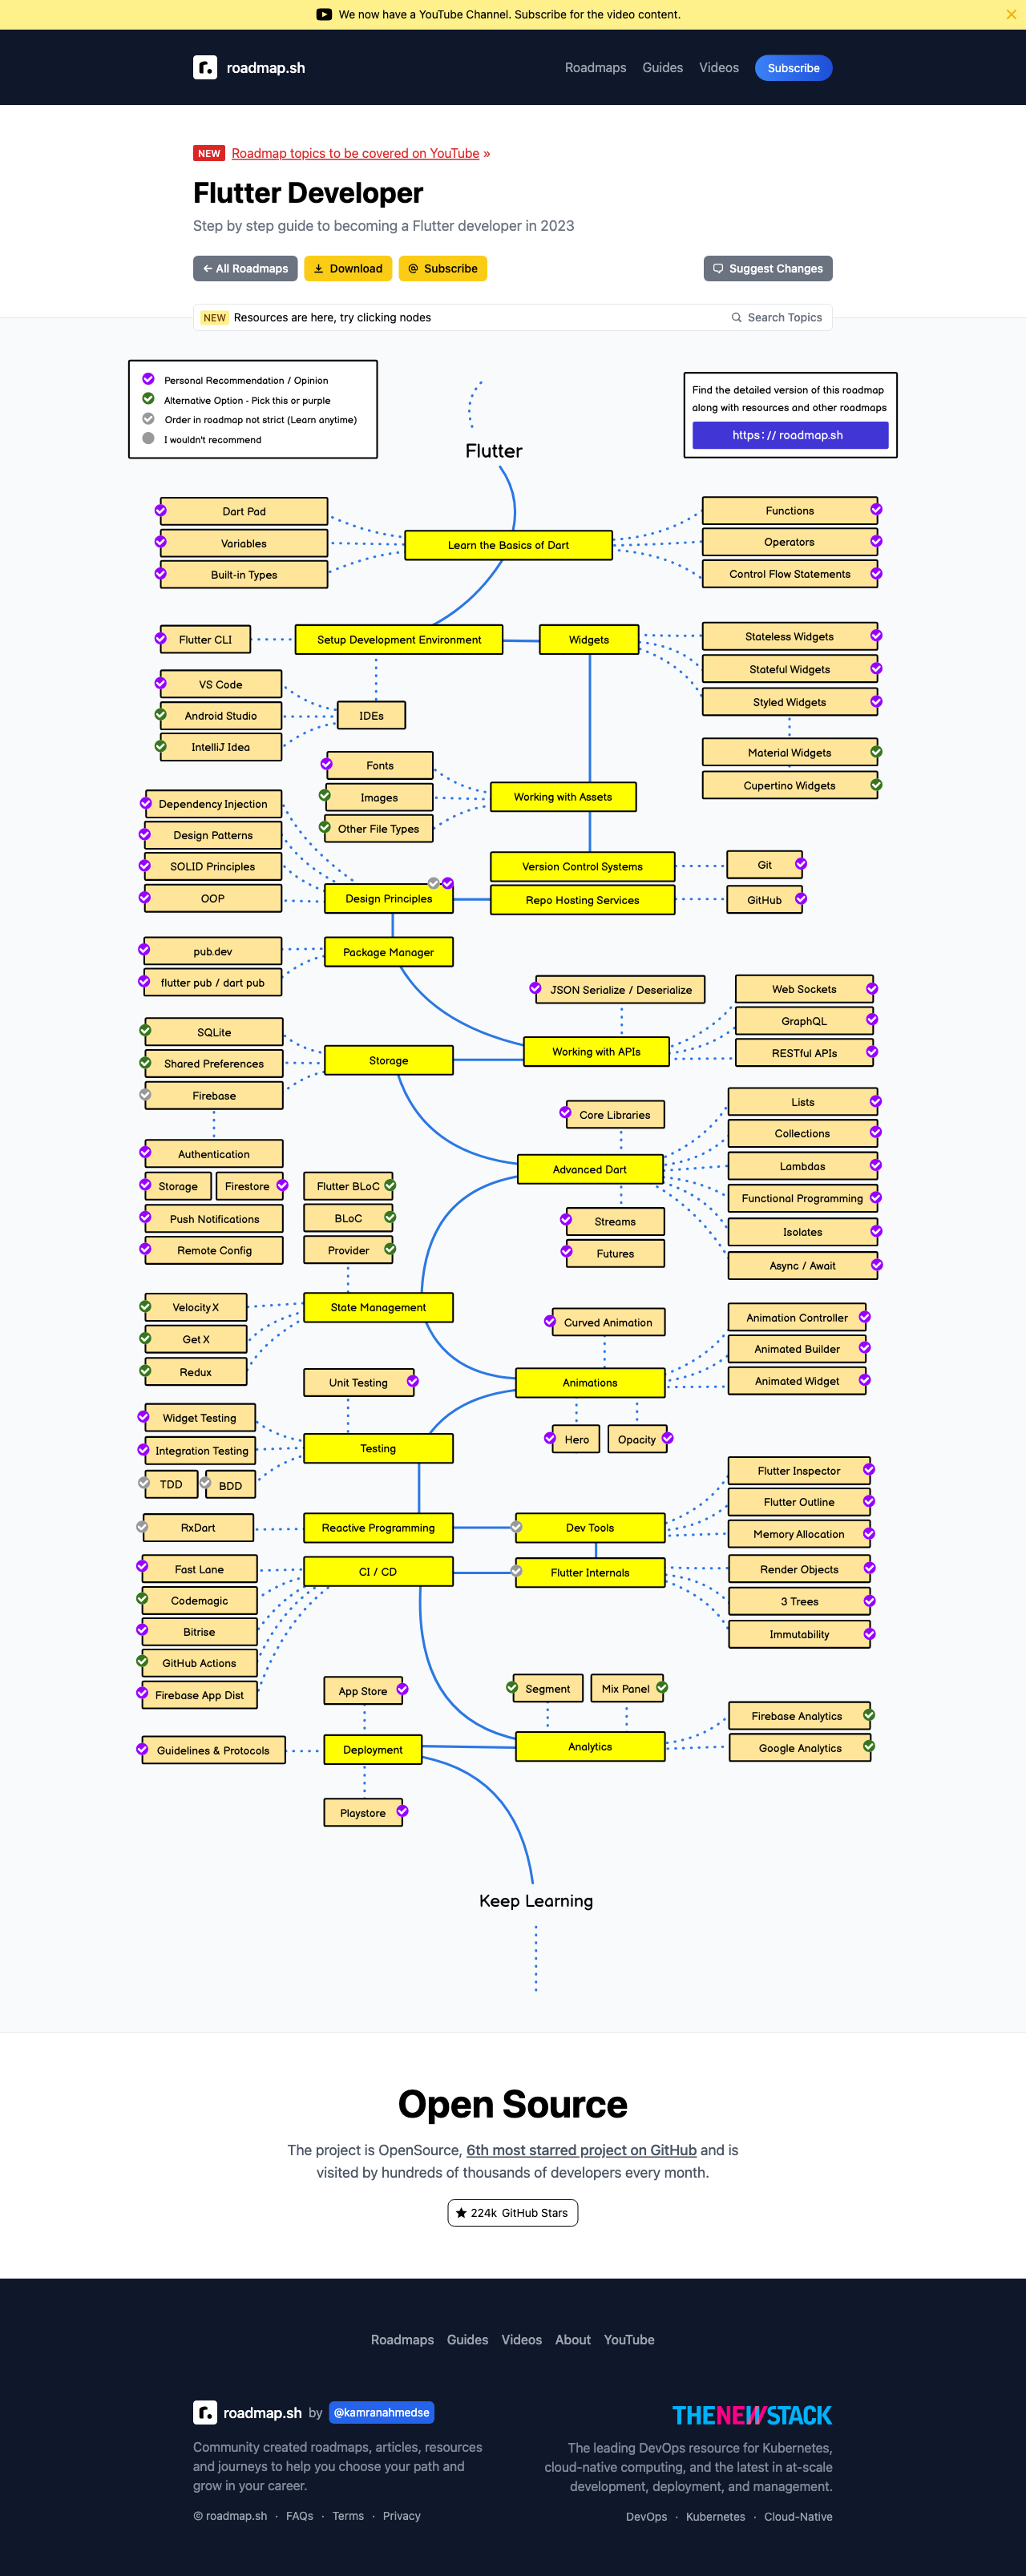 We now have a YouTube Channel. Subscribe for the video content.
roadmap.sh
Roadmaps Guides Videos Subscribe
NEW Roadmap topics to be covered on YouTube »
Flutter Developer
Step by step guide to becoming a Flutter developer in 2023
← All Roadmaps Download Subscribe Suggest Changes
NEW Resources are here, try clicking nodes Search Topics
Personal Recommendation / Opinion
Alternative Option - Pick this or purple
Order in roadmap not strict (Learn anytime)
I wouldn't recommend
Find the detailed version of this roadmap
along with resources and other roadmaps
https://roadmap.sh
Flutter
Dart Pad
Variables
Built-in Types
Learn the Basics of Dart
Functions
Operators
Control Flow Statements
Flutter CLI
Setup Development Environment
Widgets
Stateless Widgets
Stateful Widgets
Styled Widgets
Material Widgets
Cupertino Widgets
VS Code
Android Studio
IntelliJ Idea
IDEs
Fonts
Images
Other File Types
Working with Assets
Dependency Injection
Design Patterns
SOLID Principles
OOP
Design Principles
Version Control Systems
Repo Hosting Services
Git
GitHub
pub.dev
flutter pub / dart pub
Package Manager
JSON Serialize / Deserialize
Web Sockets
GraphQL
RESTful APIs
Working with APIs
SQLite
Shared Preferences
Firebase
Storage
Authentication
Storage
Firestore
Push Notifications
Remote Config
Core Libraries
Advanced Dart
Streams
Futures
Lists
Collections
Lambdas
Functional Programming
Isolates
Async / Await
Flutter BLoC
BLoC
Provider
State Management
VelocityX
Get X
Redux
Curved Animation
Animations
Hero
Opacity
Animation Controller
Animated Builder
Animated Widget
Unit Testing
Testing
Widget Testing
Integration Testing
TDD
BDD
RxDart
Reactive Programming
Dev Tools
Flutter Inspector
Flutter Outline
Memory Allocation
CI / CD
Flutter Internals
Render Objects
3 Trees
Immutability
Fast Lane
Codemagic
Bitrise
GitHub Actions
Firebase App Dist
App Store
Segment
Mix Panel
Guidelines & Protocols
Deployment
Analytics
Firebase Analytics
Google Analytics
Playstore
Keep Learning
Open Source
The project is OpenSource, 6th most starred project on GitHub and is
visited by hundreds of thousands of developers every month.
224k GitHub Stars
Roadmaps Guides Videos About YouTube
roadmap.sh by @kamranahmedse
Community created roadmaps, articles, resources
and journeys to help you choose your path and
grow in your career.
© roadmap.sh · FAQs · Terms · Privacy
THENEWSTACK
The leading DevOps resource for Kubernetes,
cloud-native computing, and the latest in at-scale
development, deployment, and management.
DevOps · Kubernetes · Cloud-Native